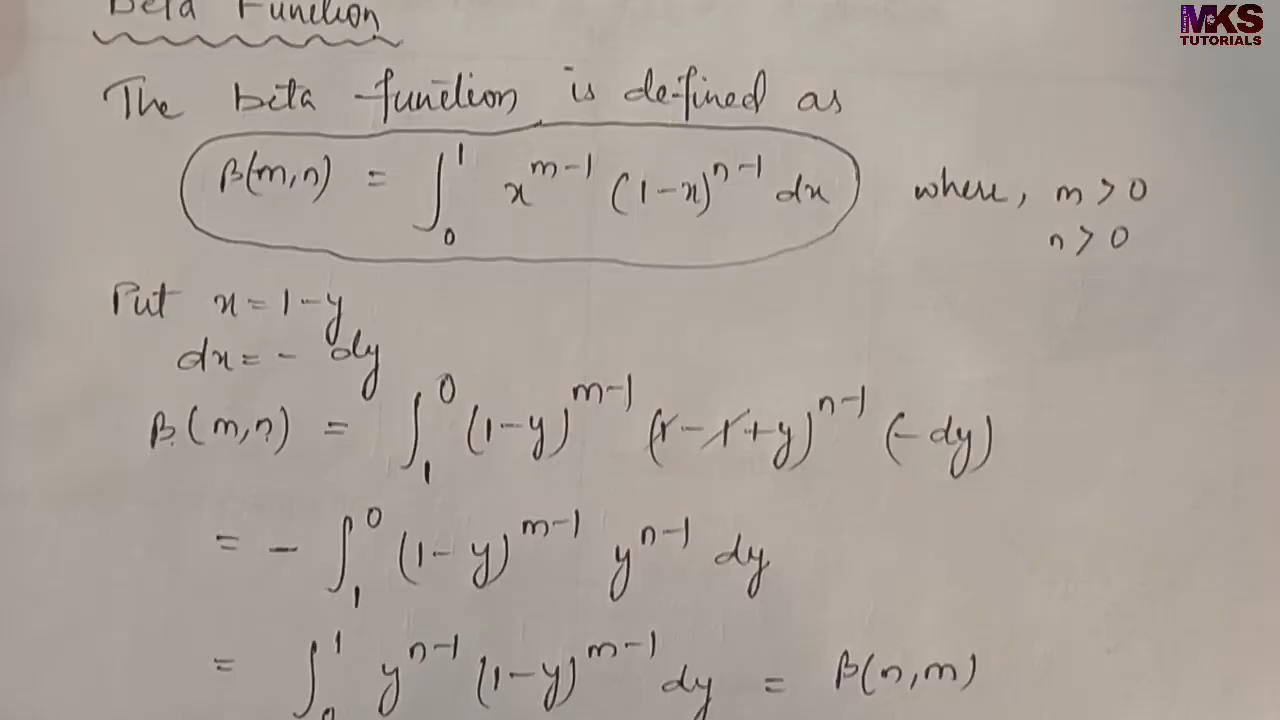 Beta Function
MKS
TUTORIALS
The beta function is defined as
β(m,n) = ∫₀¹ x^(m-1) (1-x)^(n-1) dx where, m > 0
n > 0
Put x = 1-y
dx = - dy
β(m,n) = ∫₁⁰ (1-y)^(m-1) (1-1+y)^(n-1) (-dy)
= - ∫₁⁰ (1-y)^(m-1) y^(n-1) dy
= ∫₀¹ y^(n-1) (1-y)^(m-1) dy = β(n,m)